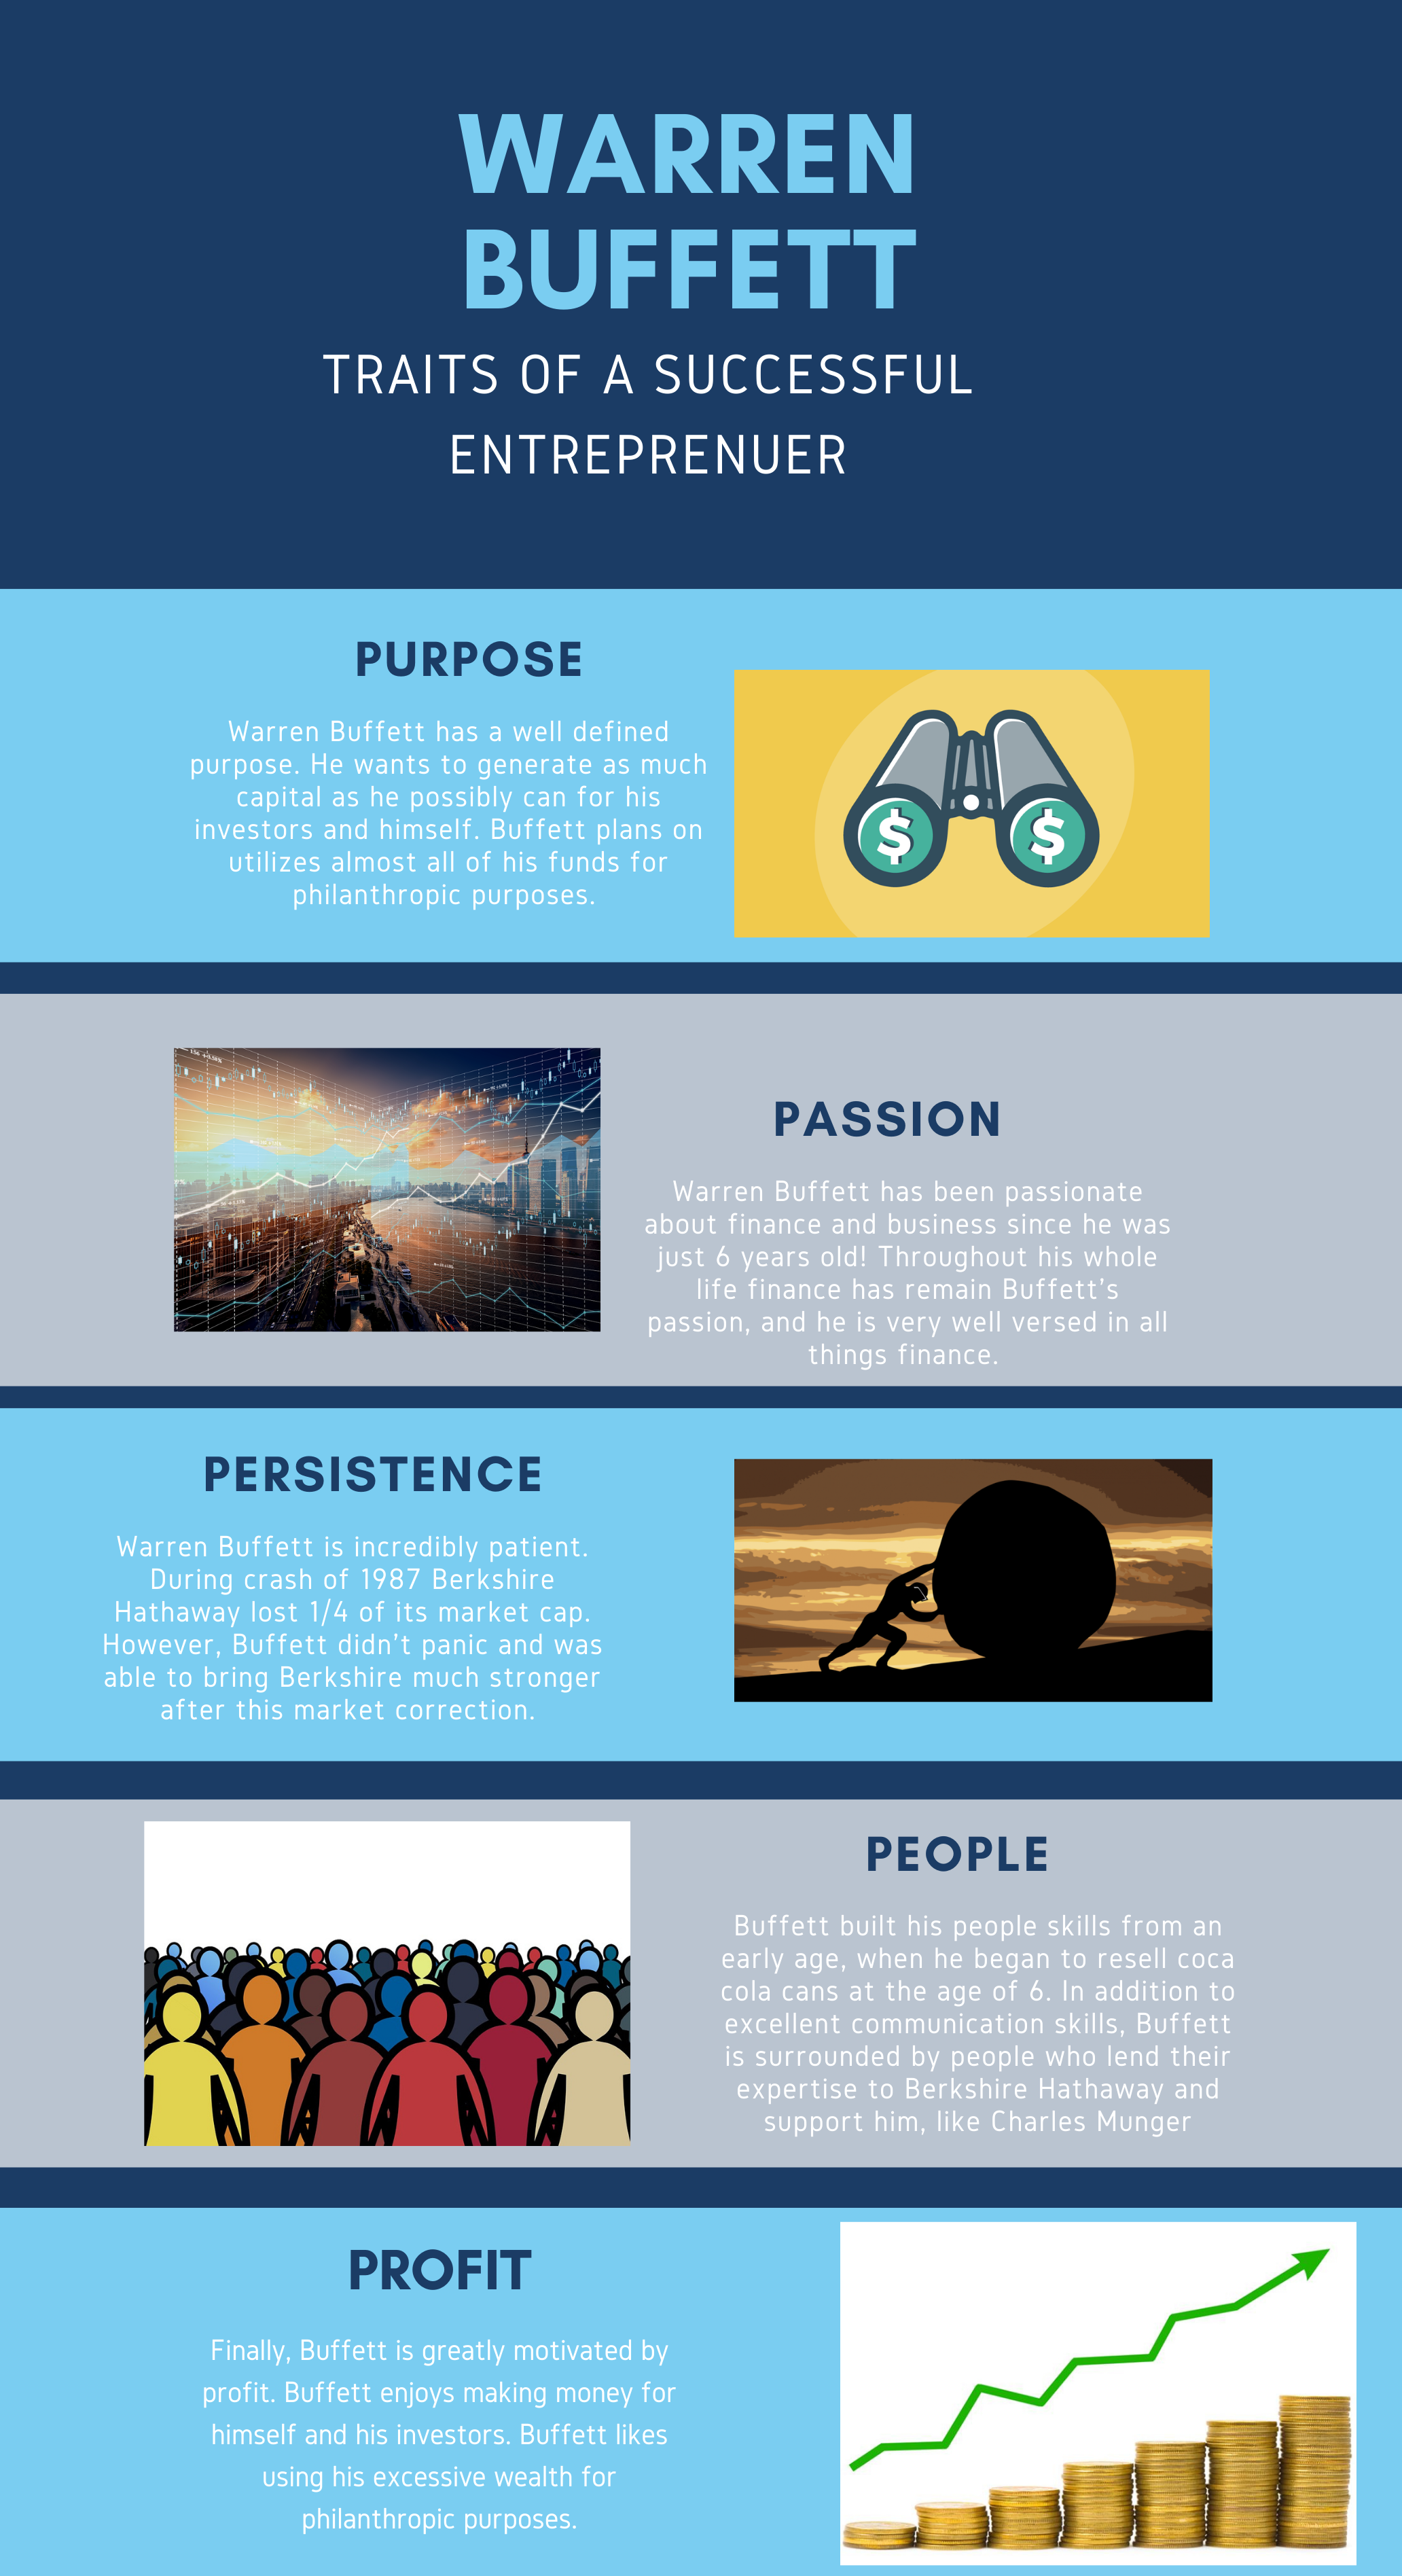 WARREN
BUFFETT
TRAITS OF A SUCCESSFUL
ENTREPRENUER
PURPOSE
Warren Buffett has a well defined
purpose. He wants to generate as much
capital as he possibly can for his
investors and himself. Buffett plans on
utilizes almost all of his funds for
philanthropic purposes.
$ $
PASSION
Warren Buffett has been passionate
about finance and business since he was
just 6 years old! Throughout his whole
life finance has remain Buffett’s
passion, and he is very well versed in all
things finance.
PERSISTENCE
Warren Buffett is incredibly patient.
During crash of 1987 Berkshire
Hathaway lost 1/4 of its market cap.
However, Buffett didn’t panic and was
able to bring Berkshire much stronger
after this market correction.
PEOPLE
Buffett built his people skills from an
early age, when he began to resell coca
cola cans at the age of 6. In addition to
excellent communication skills, Buffett
is surrounded by people who lend their
expertise to Berkshire Hathaway and
support him, like Charles Munger
PROFIT
Finally, Buffett is greatly motivated by
profit. Buffett enjoys making money for
himself and his investors. Buffett likes
using his excessive wealth for
philanthropic purposes.